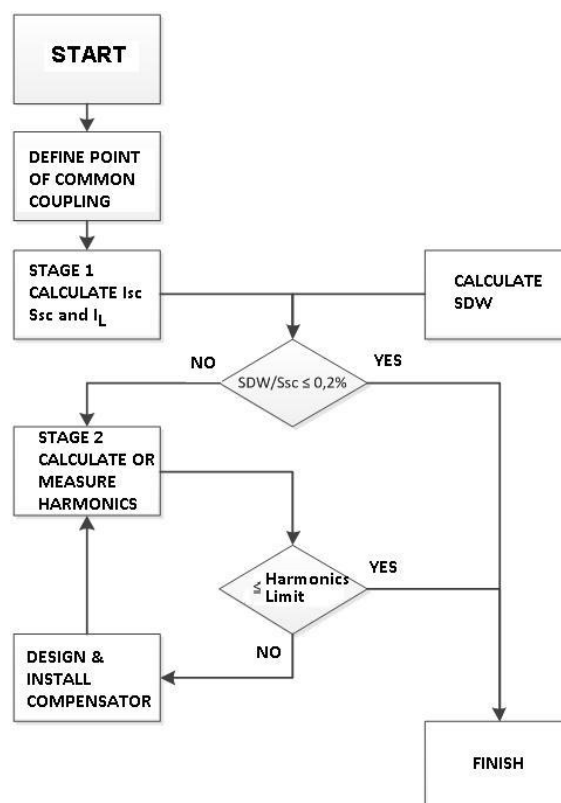 START
DEFINE POINT
OF COMMON
COUPLING
STAGE 1
CALCULATE Isc
Ssc and IL
CALCULATE
SDW
NO
YES
SDW/Ssc ≤ 0,2%
STAGE 2
CALCULATE OR
MEASURE
HARMONICS
YES
≤ Harmonics
Limit
NO
DESIGN &
INSTALL
COMPENSATOR
FINISH